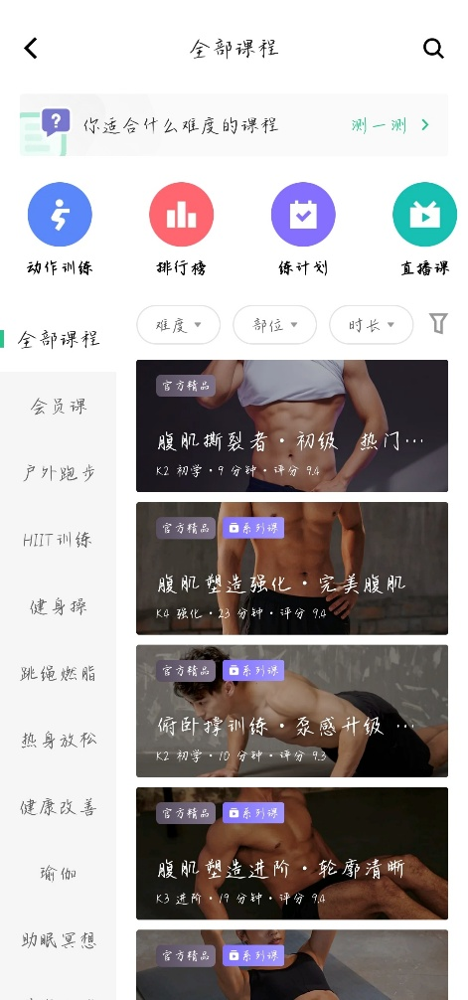 全部课程
你适合什么难度的课程 测一测
动作训练 排行榜 练计划 直播课
难度 部位 时长
全部课程
会员课
户外跑步
HIIT训练
健身操
跳绳燃脂
热身放松
健康改善
瑜伽
助眠冥想
官方精品
腹肌撕裂者·初级 热门…
K2 初学·9 分钟·评分 9.4
官方精品 系列课
腹肌塑造强化·完美腹肌
K4 强化·23 分钟·评分 9.4
官方精品 系列课
俯卧撑训练·泵感升级 …
K2 初学·10 分钟·评分 9.3
官方精品 系列课
腹肌塑造进阶·轮廓清晰
K3 进阶·19 分钟·评分 9.4
官方精品 系列课